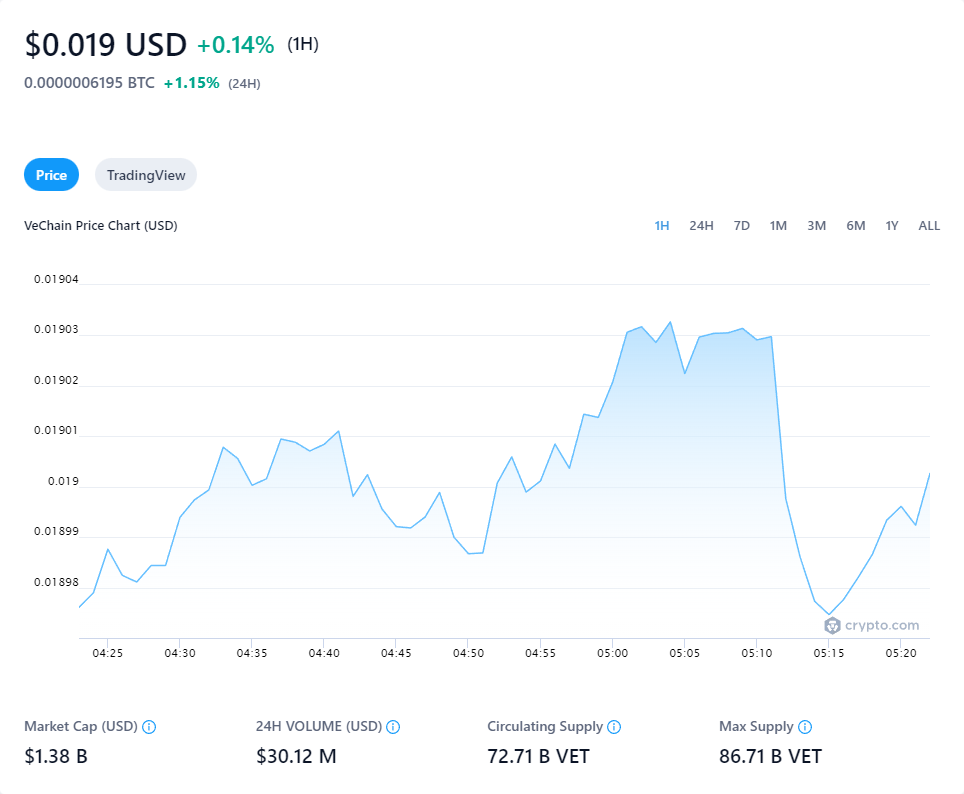 $0.019 USD +0.14% (1H)
0.0000006195 BTC +1.15% (24H)
Price TradingView
VeChain Price Chart (USD) 1H 24H 7D 1M 3M 6M 1Y ALL
0.01904
0.01903
0.01902
0.01901
0.019
0.01899
0.01898
crypto.com
04:25 04:30 04:35 04:40 04:45 04:50 04:55 05:00 05:05 05:10 05:15 05:20
Market Cap (USD) 24H VOLUME (USD) Circulating Supply Max Supply
$1.38 B $30.12 M 72.71 B VET 86.71 B VET